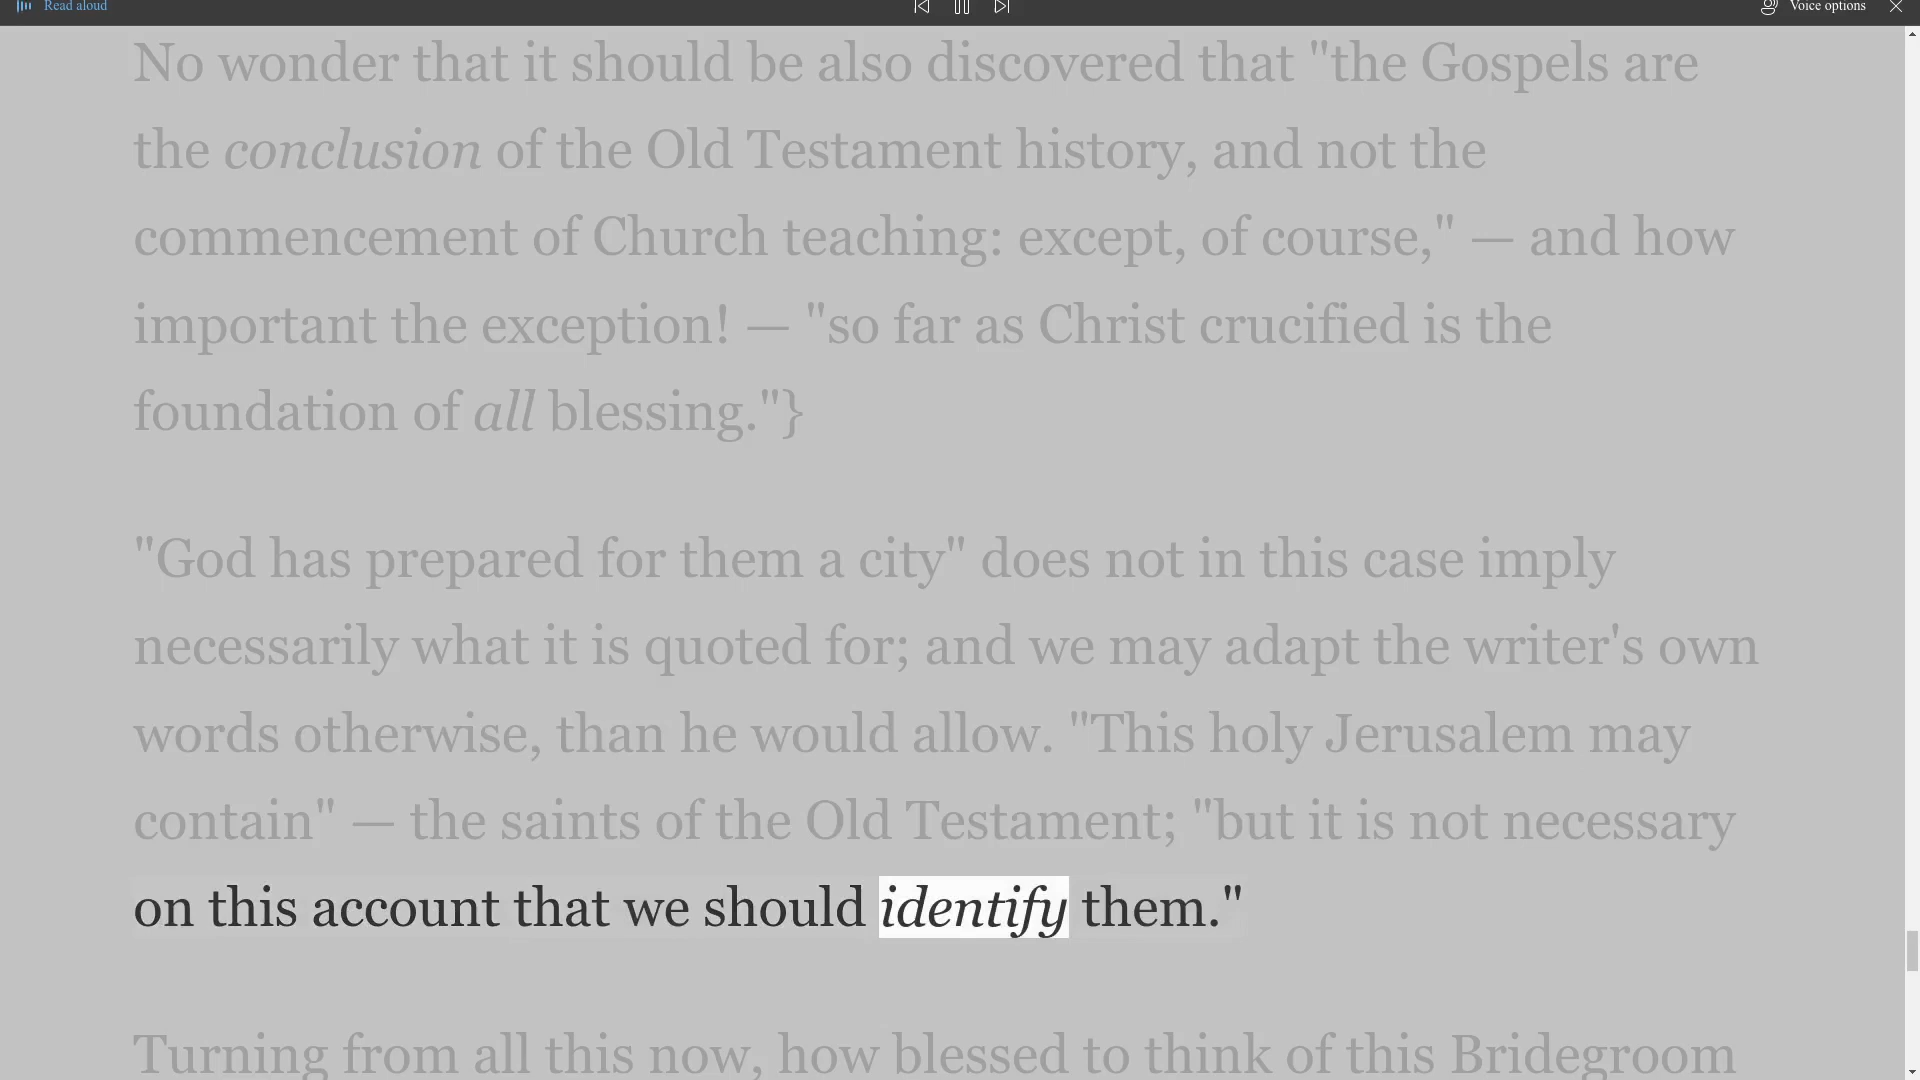 Read aloud
Voice options
No wonder that it should be also discovered that "the Gospels are
the conclusion of the Old Testament history, and not the
commencement of Church teaching: except, of course," — and how
important the exception! — "so far as Christ crucified is the
foundation of all blessing."}
"God has prepared for them a city" does not in this case imply
necessarily what it is quoted for; and we may adapt the writer's own
words otherwise, than he would allow. "This holy Jerusalem may
contain" — the saints of the Old Testament; "but it is not necessary
on this account that we should identify them."
Turning from all this now, how blessed to think of this Bridegroom